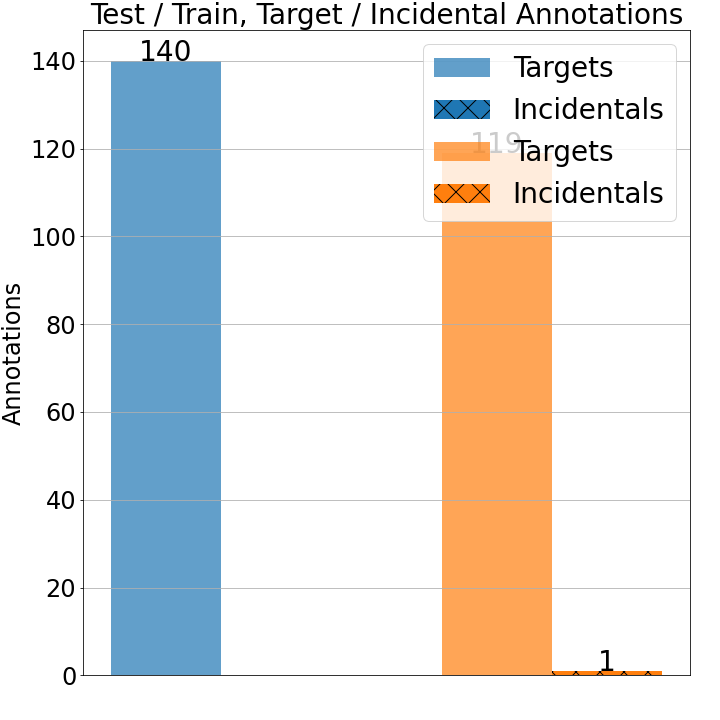 Test / Train, Target / Incidental Annotations
140
119
1
Targets
Incidentals
Targets
Incidentals
Annotations
140
120
100
80
60
40
20
0